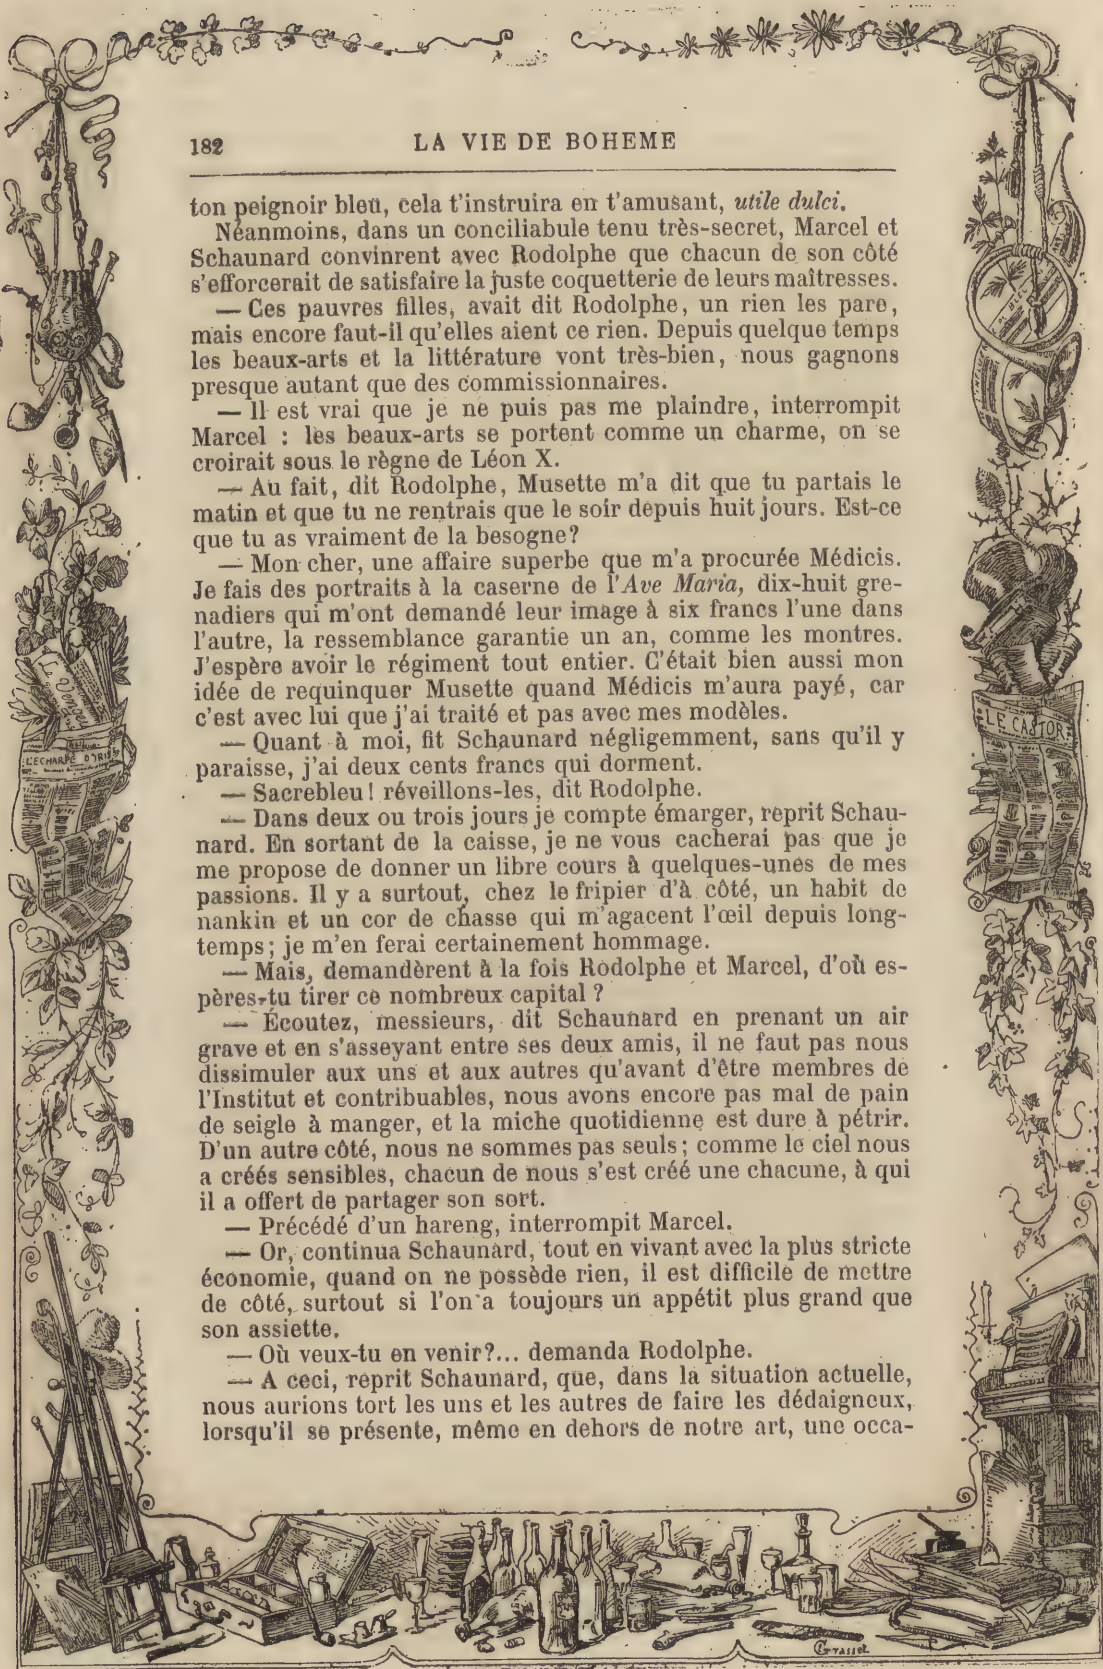 182 LA VIE DE BOHEME
ton peignoir bleu, cela t'instruira en t'amusant, utile dulci.
Néanmoins, dans un conciliabule tenu très-secret, Marcel et
Schaunard convinrent avec Rodolphe que chacun de son côté
s'efforcerait de satisfaire la juste coquetterie de leurs maîtresses.
— Ces pauvres filles, avait dit Rodolphe, un rien les pare,
mais encore faut-il qu'elles aient ce rien. Depuis quelque temps
les beaux-arts et la littérature vont très-bien, nous gagnons
presque autant que des commissionnaires.
— Il est vrai que je ne puis pas me plaindre, interrompit
Marcel : les beaux-arts se portent comme un charme, on se
croirait sous le règne de Léon X.
— Au fait, dit Rodolphe, Musette m'a dit que tu partais le
matin et que tu ne rentrais que le soir depuis huit jours. Est-ce
que tu as vraiment de la besogne?
— Mon cher, une affaire superbe que m'a procurée Médicis.
Je fais des portraits à la caserne de l'Ave Maria, dix-huit gre-
nadiers qui m'ont demandé leur image à six francs l'une dans
l'autre, la ressemblance garantie un an, comme les montres.
J'espère avoir le régiment tout entier. C'était bien aussi mon
idée de requinquer Musette quand Médicis m'aura payé, car
c'est avec lui que j'ai traité et pas avec mes modèles.
— Quant à moi, fit Schaunard négligemment, sans qu'il y
paraisse, j'ai deux cents francs qui dorment.
— Sacrebleu! réveillons-les, dit Rodolphe.
— Dans deux ou trois jours je compte émarger, reprit Schau-
nard. En sortant de la caisse, je ne vous cacherai pas que je
me propose de donner un libre cours à quelques-unes de mes
passions. Il y a surtout, chez le fripier d'à côté, un habit de
nankin et un cor de chasse qui m'agacent l'œil depuis long-
temps; je m'en ferai certainement hommage.
— Mais, demandèrent à la fois Rodolphe et Marcel, d'où es-
pères-tu tirer ce nombreux capital ?
— Écoutez, messieurs, dit Schaunard en prenant un air
grave et en s'asseyant entre ses deux amis, il ne faut pas nous
dissimuler aux uns et aux autres qu'avant d'être membres de
l'Institut et contribuables, nous avons encore pas mal de pain
de seigle à manger, et la miche quotidienne est dure à pétrir.
D'un autre côté, nous ne sommes pas seuls ; comme le ciel nous
a créés sensibles, chacun de nous s'est créé une chacune, à qui
il a offert de partager son sort.
— Précédé d'un hareng, interrompit Marcel.
— Or, continua Schaunard, tout en vivant avec la plus stricte
économie, quand on ne possède rien, il est difficile de mettre
de côté, surtout si l'on a toujours un appétit plus grand que
son assiette.
— Où veux-tu en venir?... demanda Rodolphe.
— A ceci, reprit Schaunard, que, dans la situation actuelle,
nous aurions tort les uns et les autres de faire les dédaigneux,
lorsqu'il se présente, même en dehors de notre art, une occa-
L'ECHARPE D'IRIS
LE CASTOR
Grasset